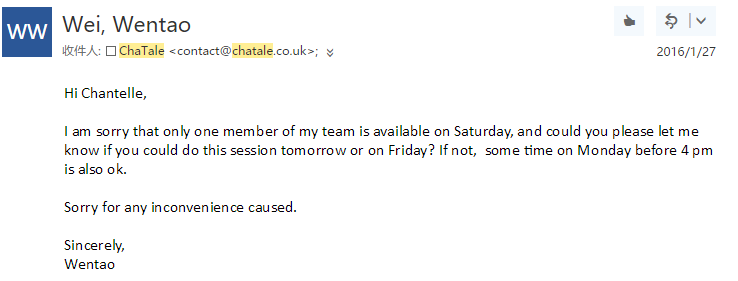 WW
Wei, Wentao
收件人: ChaTale <contact@chatale.co.uk>;
2016/1/27
Hi Chantelle,
I am sorry that only one member of my team is available on Saturday, and could you please let me
know if you could do this session tomorrow or on Friday? If not,  some time on Monday before 4 pm
is also ok.
Sorry for any inconvenience caused.
Sincerely,
Wentao